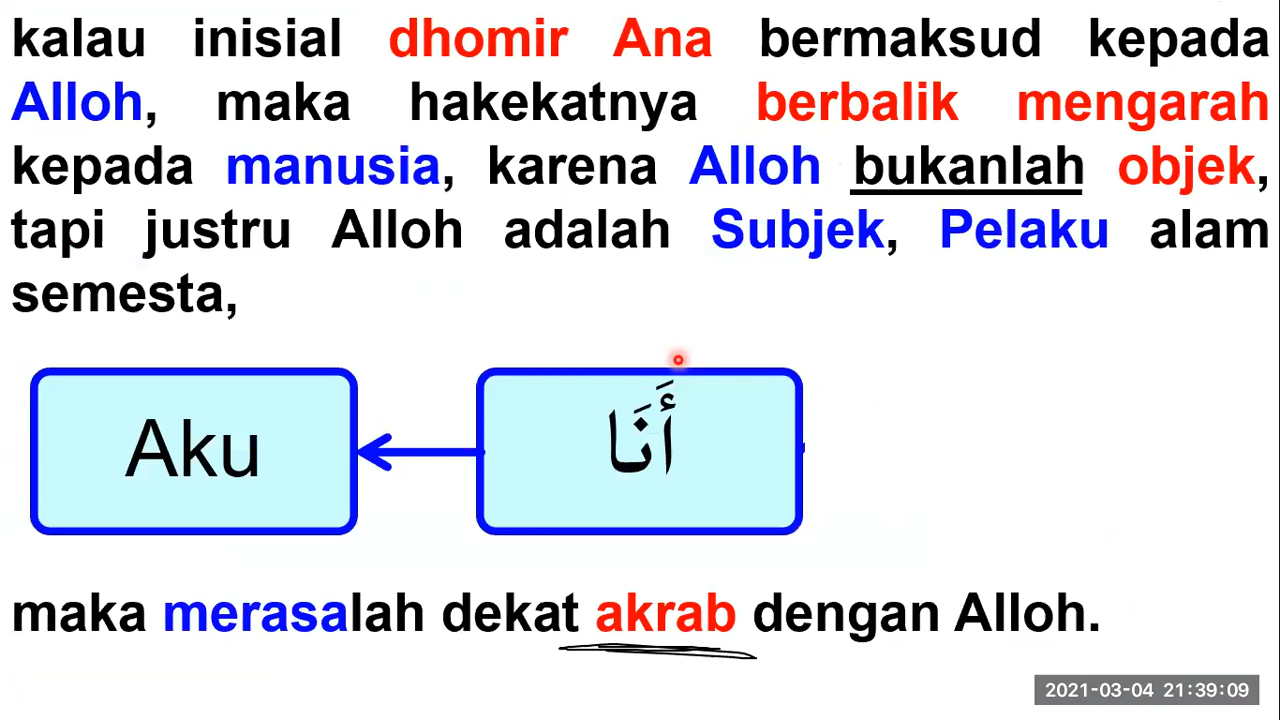 kalau inisial dhomir Ana bermaksud kepada
Alloh, maka hakekatnya berbalik mengarah
kepada manusia, karena Alloh bukanlah objek,
tapi justru Alloh adalah Subjek, Pelaku alam
semesta,
Aku
أَنَا
maka merasalah dekat akrab dengan Alloh.
2021-03-04 21:39:09